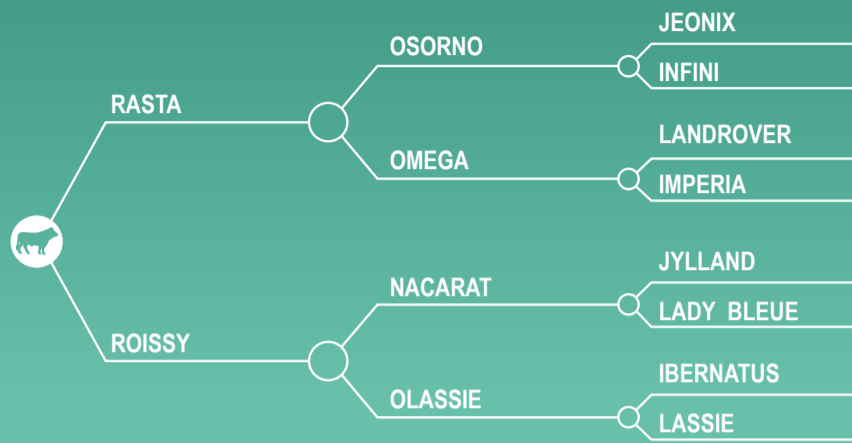 JEONIX
OSORNO
INFINI
RASTA
LANDROVER
OMEGA
IMPERIA
JYLLAND
NACARAT
LADY BLEUE
ROISSY
IBERNATUS
OLASSIE
LASSIE